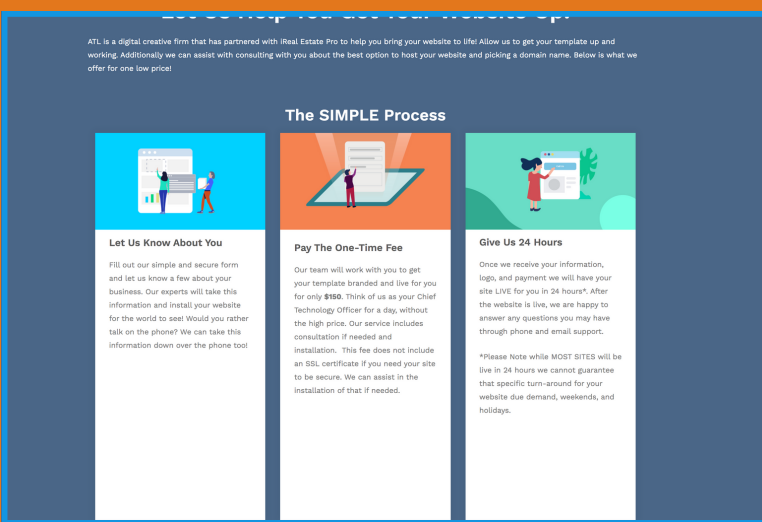 Let Us Help You Get Your Website Up!
ATL is a digital creative firm that has partnered with iReal Estate Pro to help you bring your website to life! Allow us to get your template up and
working. Additionally we can assist with consulting with you about the best option to host your website and picking a domain name. Below is what we
offer for one low price!
The SIMPLE Process
Let Us Know About You
Fill out our simple and secure form
and let us know a few about your
business. Our experts will take this
information and install your website
for the world to see! Would you rather
talk on the phone? We can take this
information down over the phone too!
Pay The One-Time Fee
Our team will work with you to get
your template branded and live for you
for only $150. Think of us as your Chief
Technology Officer for a day, without
the high price. Our service includes
consultation if needed and
installation. This fee does not include
an SSL certificate if you need your site
to be secure. We can assist in the
installation of that if needed.
Give Us 24 Hours
Once we receive your information,
logo, and payment we will have your
site LIVE for you in 24 hours*. After
the website is live, we are happy to
answer any questions you may have
through phone and email support.
*Please Note while MOST SITES will be
live in 24 hours we cannot guarantee
that specific turn-around for your
website due demand, weekends, and
holidays.